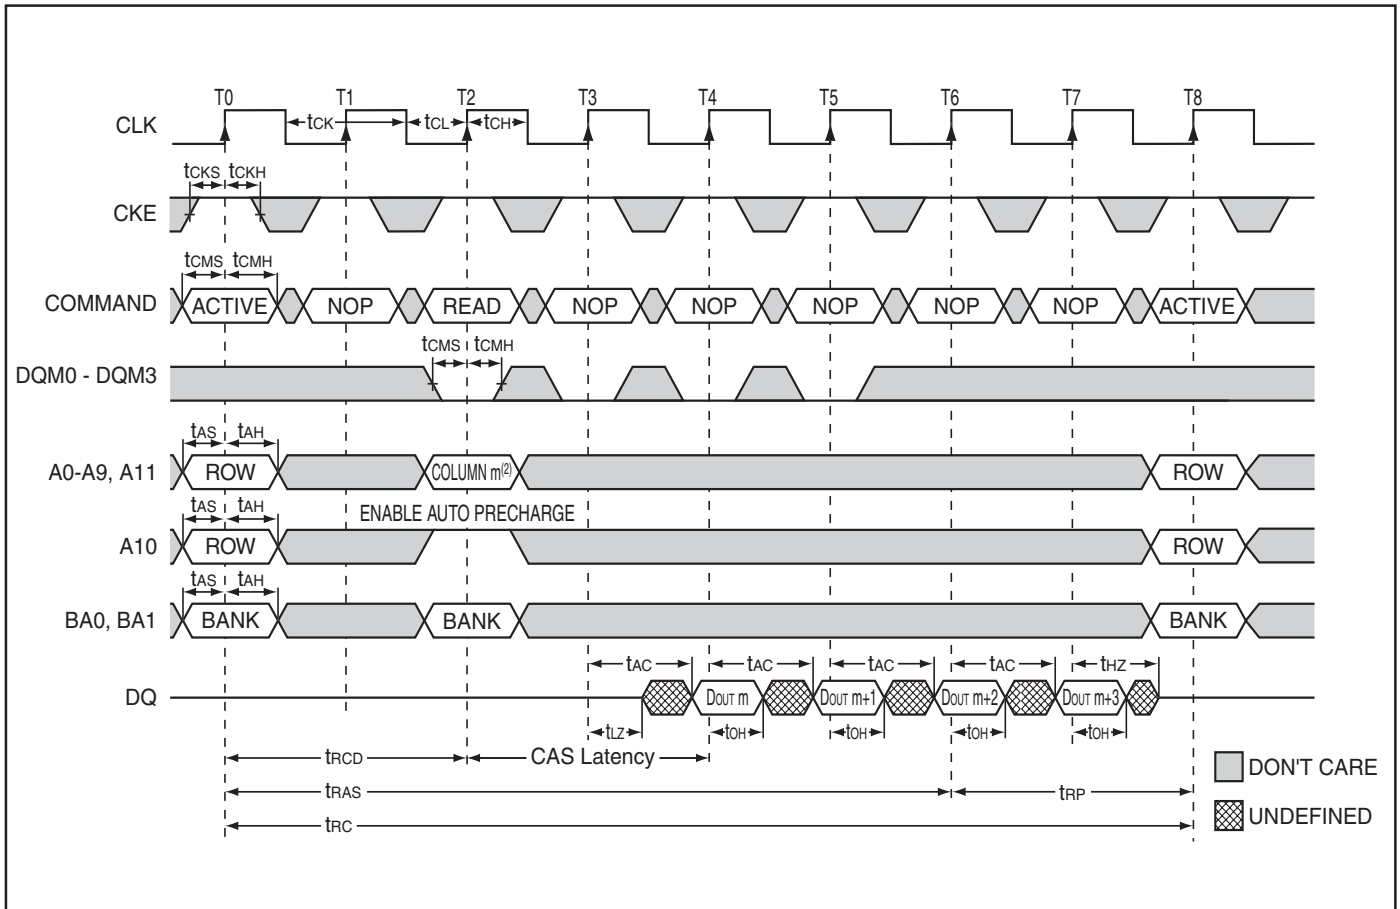 T0 T1 T2 T3 T4 T5 T6 T7 T8
CLK tCK tCL tCH
tCKS tCKH
CKE
tCMS tCMH
COMMAND ACTIVE NOP READ NOP NOP NOP NOP NOP ACTIVE
tCMS tCMH
DQM0 - DQM3
tAS tAH
A0-A9, A11 ROW COLUMN m(2) ROW
tAS tAH ENABLE AUTO PRECHARGE
A10 ROW ROW
tAS tAH
BA0, BA1 BANK BANK BANK
tAC tAC tAC tAC tHZ
DQ DOUT m DOUT m+1 DOUT m+2 DOUT m+3
tLZ tOH tOH tOH tOH
tRCD CAS Latency
DON'T CARE
tRAS tRP
UNDEFINED
tRC